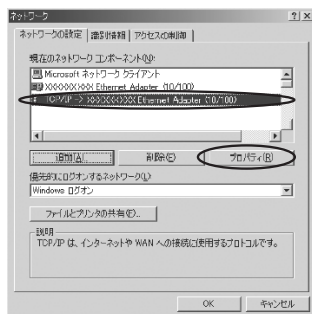 ネットワーク
ネットワークの設定 識別情報 アクセスの制御
現在のネットワーク コンポーネント(N):
Microsoft ネットワーク クライアント
XXXXXXXXX Ethernet Adapter (10/100)
TCP/IP -> XXXXXXXXX Ethernet Adapter (10/100)
追加(A)... 削除(E) プロパティ(R)
優先的にログオンするネットワーク(L):
Windows ログオン
ファイルとプリンタの共有(F)...
説明
TCP/IP は、インターネットや WAN への接続に使用するプロトコルです。
OK キャンセル